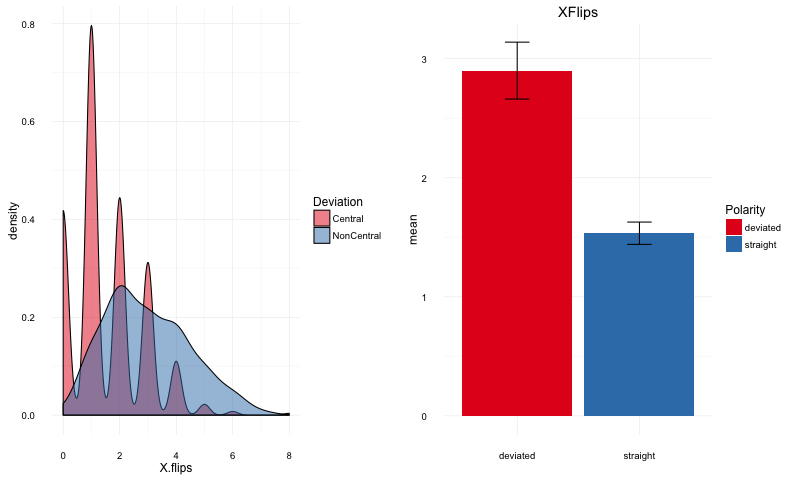 density
0.8
0.6
0.4
0.2
0.0
0 2 4 6 8
X.flips
Deviation
Central
NonCentral
XFlips
mean
3
2
1
0
deviated straight
Polarity
deviated
straight